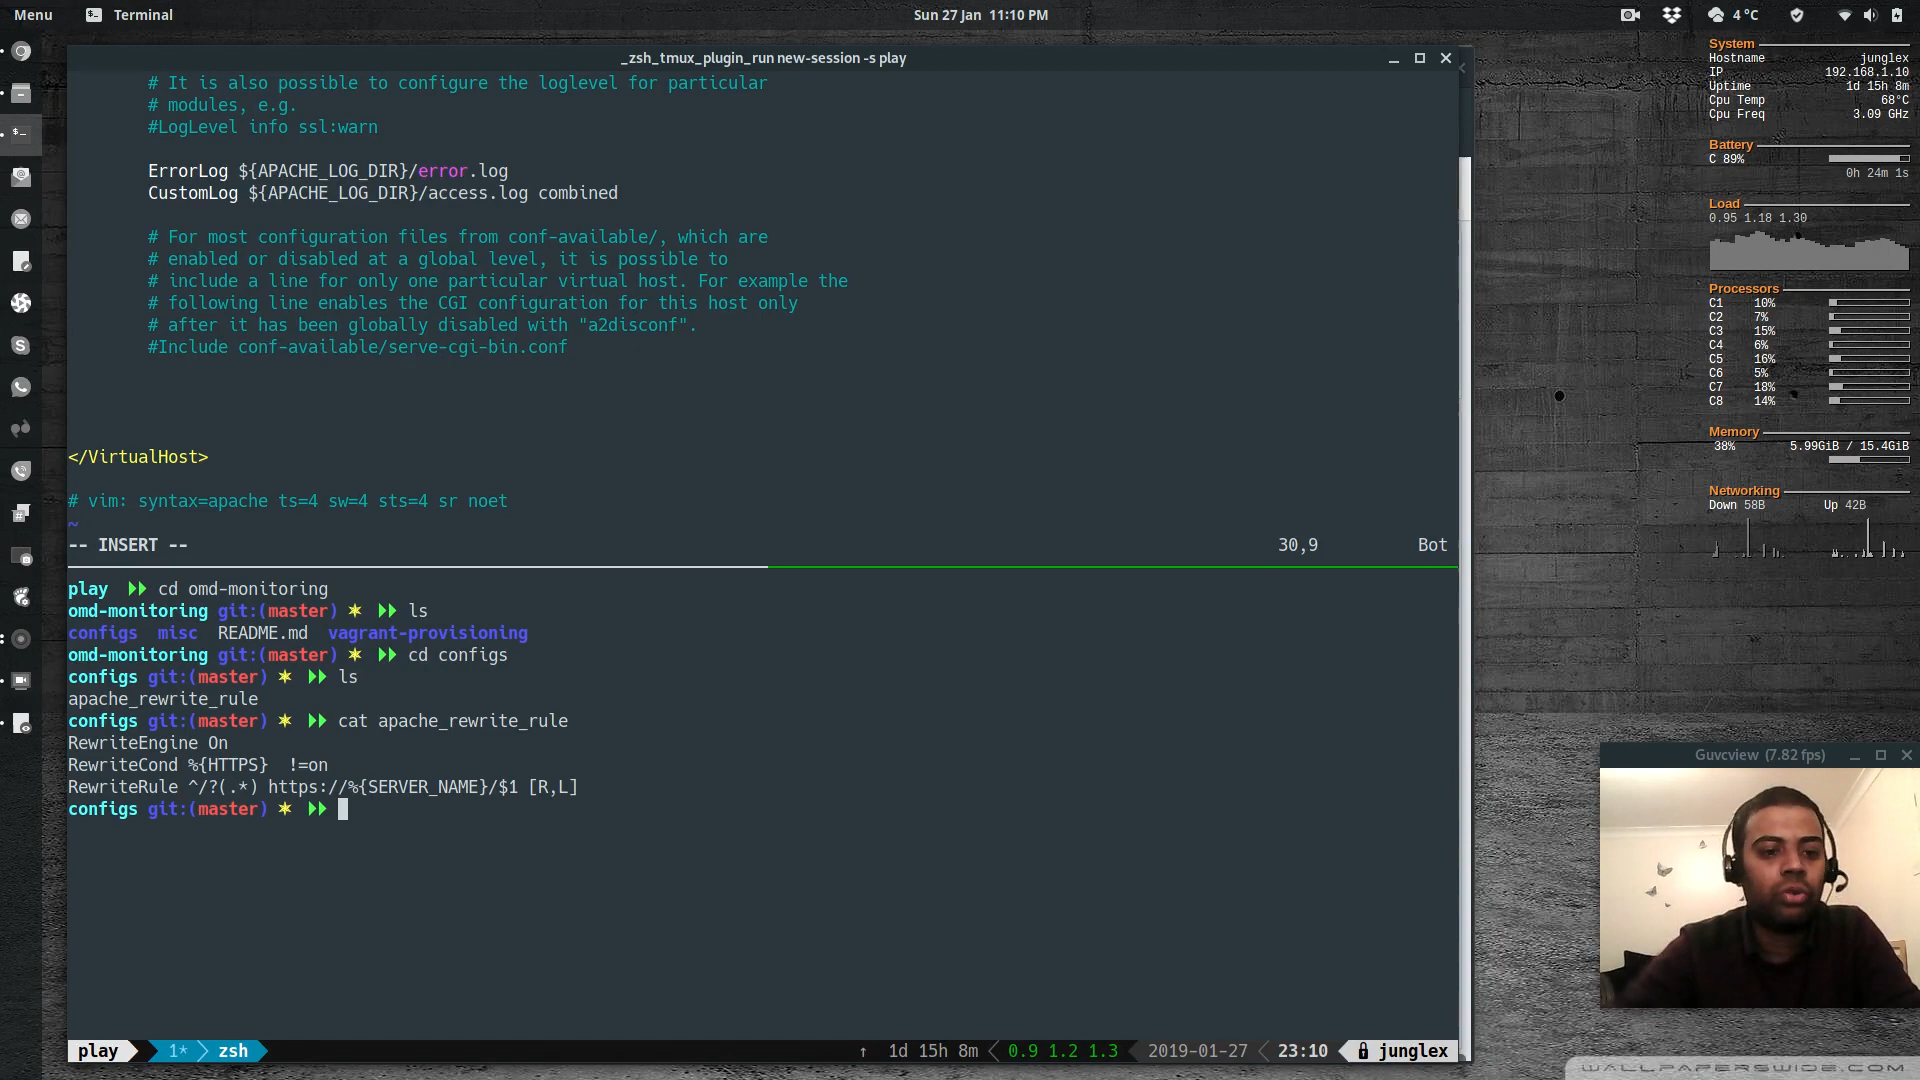 Menu Terminal Sun 27 Jan 11:10 PM 4 °C
_zsh_tmux_plugin_run new-session -s play
# It is also possible to configure the loglevel for particular
# modules, e.g.
#LogLevel info ssl:warn
ErrorLog ${APACHE_LOG_DIR}/error.log
CustomLog ${APACHE_LOG_DIR}/access.log combined
# For most configuration files from conf-available/, which are
# enabled or disabled at a global level, it is possible to
# include a line for only one particular virtual host. For example the
# following line enables the CGI configuration for this host only
# after it has been globally disabled with "a2disconf".
#Include conf-available/serve-cgi-bin.conf
</VirtualHost>
# vim: syntax=apache ts=4 sw=4 sts=4 sr noet
~
-- INSERT -- 30,9 Bot
play cd omd-monitoring
omd-monitoring git:(master) ✶ ls
configs misc README.md vagrant-provisioning
omd-monitoring git:(master) ✶ cd configs
configs git:(master) ✶ ls
apache_rewrite_rule
configs git:(master) ✶ cat apache_rewrite_rule
RewriteEngine On
RewriteCond %{HTTPS} !=on
RewriteRule ^/?(.*) https://%{SERVER_NAME}/$1 [R,L]
configs git:(master) ✶
play 1* zsh ↑ 1d 15h 8m 0.9 1.2 1.3 2019-01-27 23:10 junglex
System
Hostname junglex
IP 192.168.1.10
Uptime 1d 15h 8m
Cpu Temp 68°C
Cpu Freq 3.09 GHz
Battery
C 89%
0h 24m 1s
Load
0.95 1.18 1.30
Processors
C1 10%
C2 7%
C3 15%
C4 6%
C5 16%
C6 5%
C7 18%
C8 14%
Memory
38% 5.99GiB / 15.4GiB
Networking
Down 58B Up 42B
Guvcview (7.82 fps)
WALLPAPERSWIDE.COM